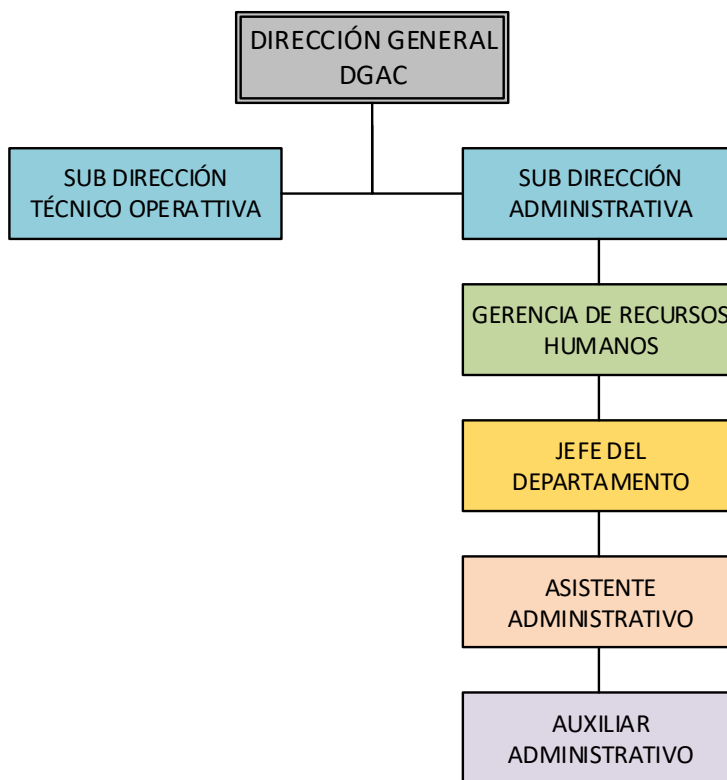 DIRECCIÓN GENERAL
DGAC
SUB DIRECCIÓN
TÉCNICO OPERATTIVA
SUB DIRECCIÓN
ADMINISTRATIVA
GERENCIA DE RECURSOS
HUMANOS
JEFE DEL
DEPARTAMENTO
ASISTENTE
ADMINISTRATIVO
AUXILIAR
ADMINISTRATIVO